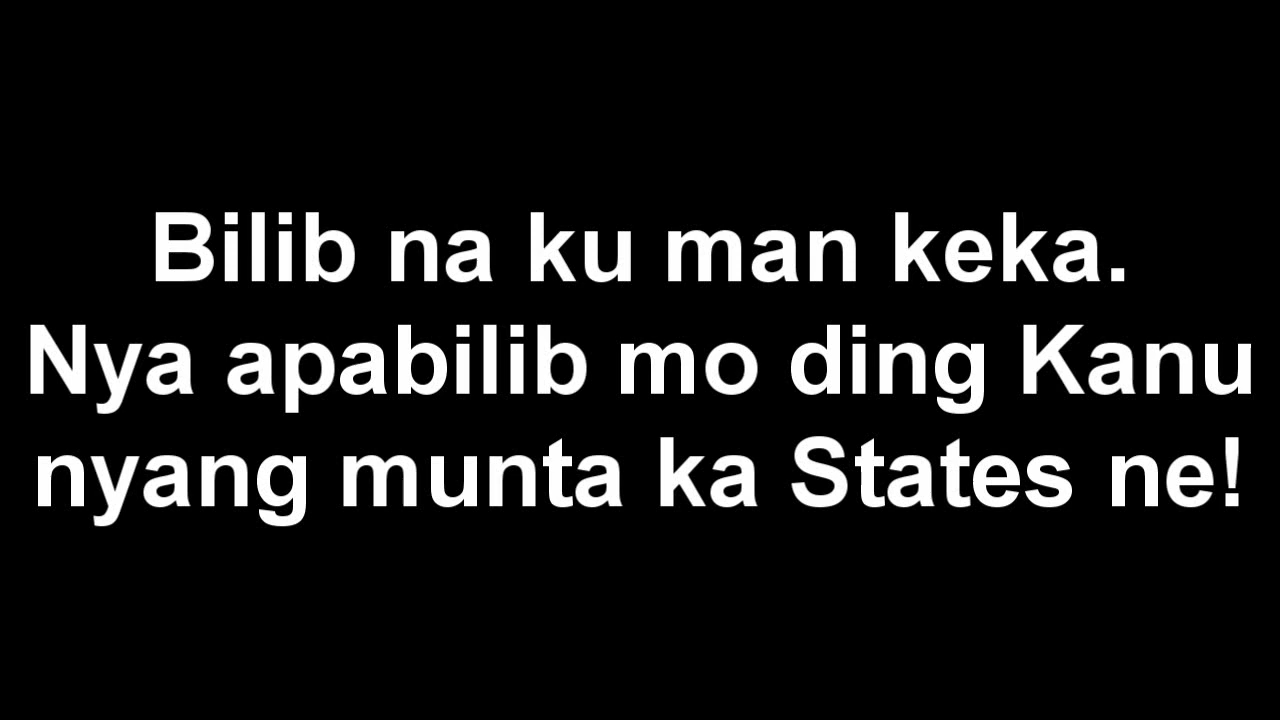 Bilib na ku man keka.
Nya apabilib mo ding Kanu
nyang munta ka States ne!